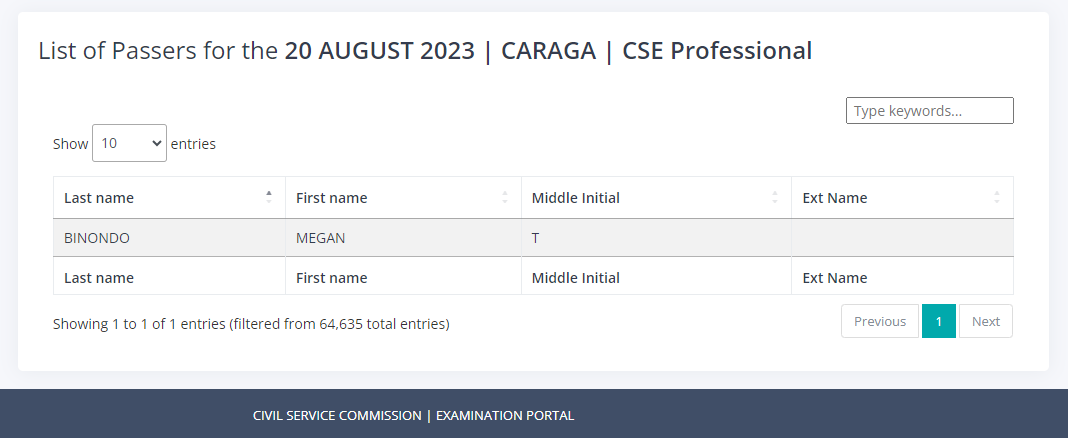 List of Passers for the 20 AUGUST 2023 | CARAGA | CSE Professional
Type keywords...
Show 10 entries
Last name First name Middle Initial Ext Name
BINONDO MEGAN T
Last name First name Middle Initial Ext Name
Showing 1 to 1 of 1 entries (filtered from 64,635 total entries) Previous 1 Next
CIVIL SERVICE COMMISSION | EXAMINATION PORTAL